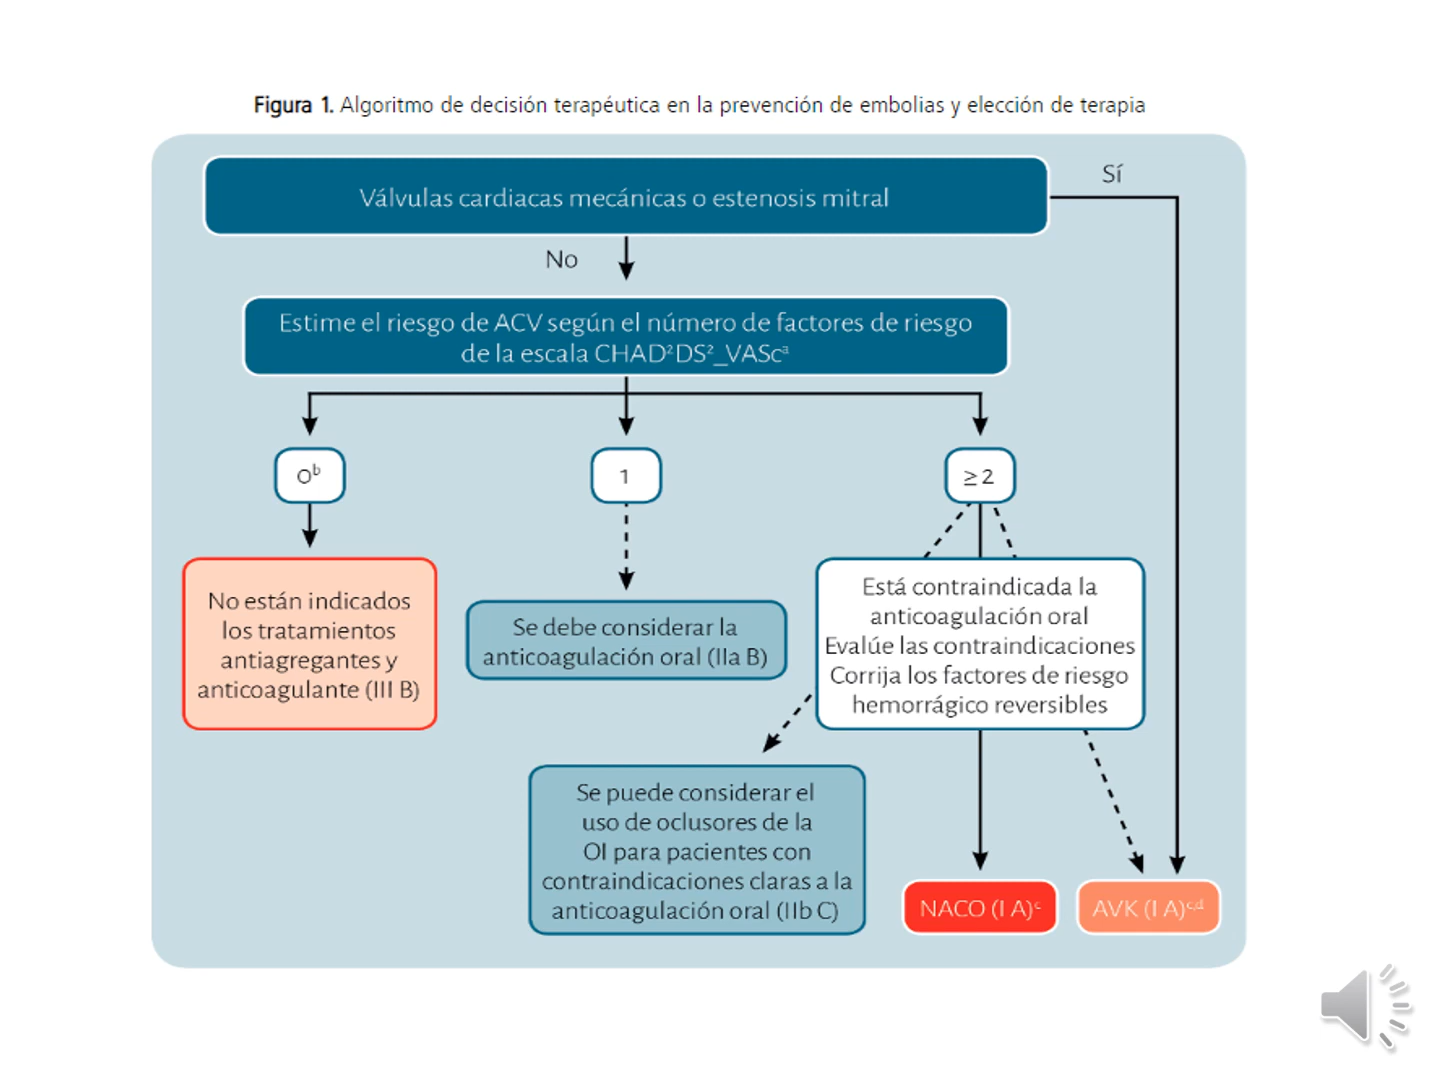 Figura 1. Algoritmo de decisión terapéutica en la prevención de embolias y elección de terapia
Válvulas cardiacas mecánicas o estenosis mitral
Sí
No
Estime el riesgo de ACV según el número de factores de riesgo
de la escala CHAD²DS²_VAScᵃ
0ᵇ
1
≥ 2
No están indicados
los tratamientos
antiagregantes y
anticoagulante (III B)
Se debe considerar la
anticoagulación oral (IIa B)
Está contraindicada la
anticoagulación oral
Evalúe las contraindicaciones
Corrija los factores de riesgo
hemorrágico reversibles
Se puede considerar el
uso de oclusores de la
OI para pacientes con
contraindicaciones claras a la
anticoagulación oral (IIb C)
NACO (I A)ᶜ
AVK (I A)ᶜ,ᵈ